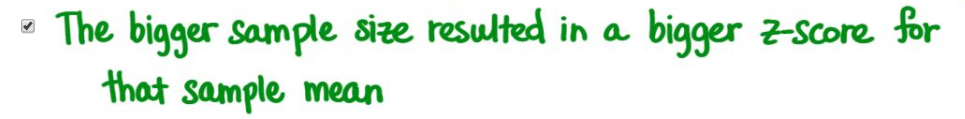 The bigger sample size resulted in a bigger z-score for
that sample mean